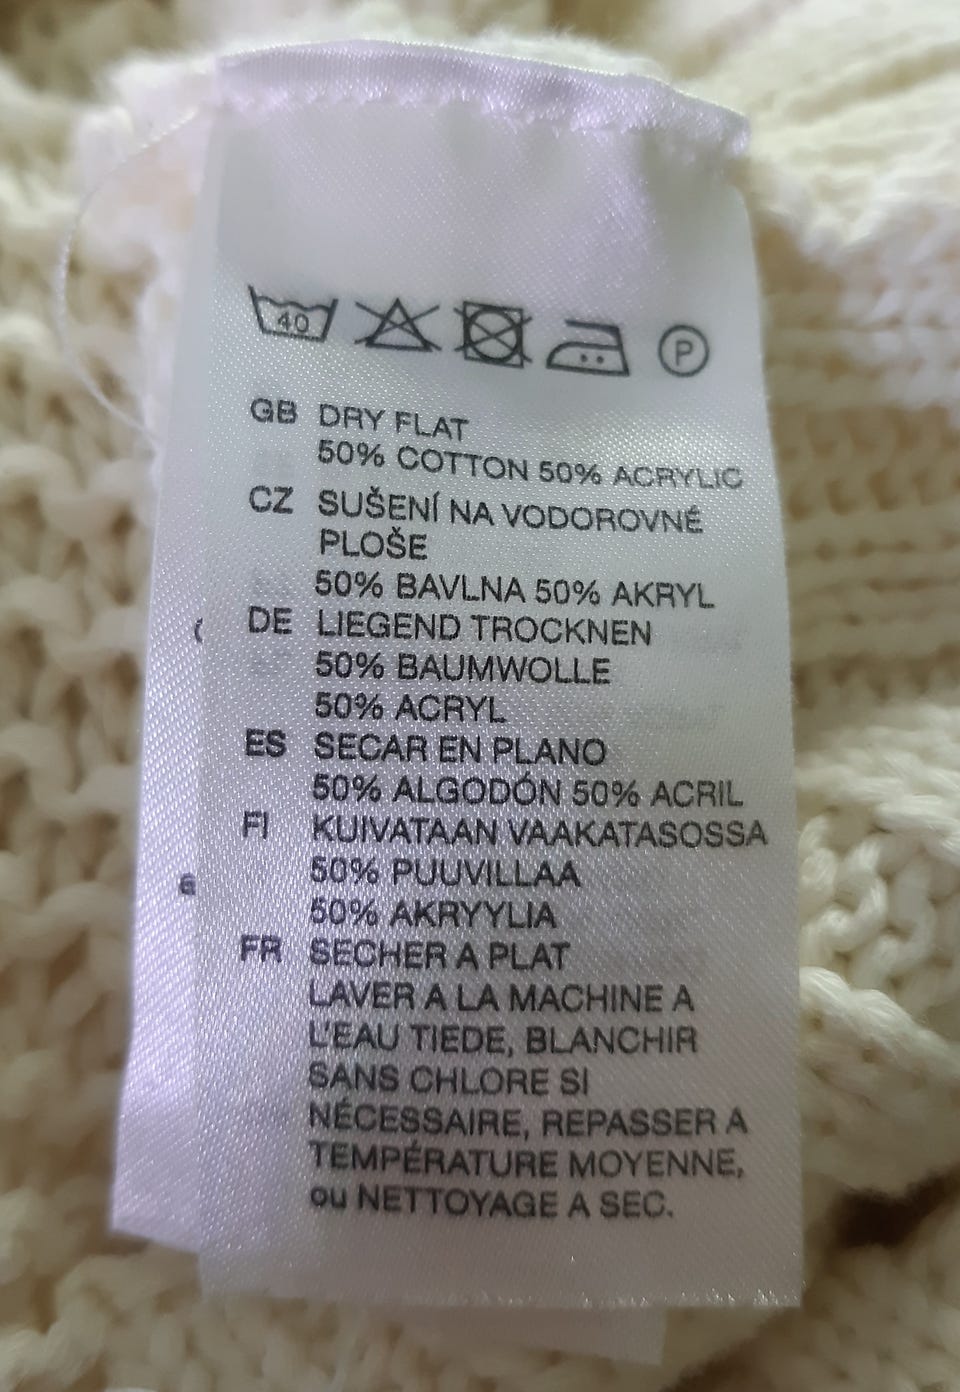 40 P
GB DRY FLAT
50% COTTON 50% ACRYLIC
CZ SUŠENÍ NA VODOROVNÉ
PLOŠE
50% BAVLNA 50% AKRYL
DE LIEGEND TROCKNEN
50% BAUMWOLLE
50% ACRYL
ES SECAR EN PLANO
50% ALGODÓN 50% ACRIL
FI KUIVATAAN VAAKATASOSSA
50% PUUVILLAA
50% AKRYYLIA
FR SECHER A PLAT
LAVER A LA MACHINE A
L'EAU TIEDE, BLANCHIR
SANS CHLORE SI
NÉCESSAIRE, REPASSER A
TEMPÉRATURE MOYENNE,
ou NETTOYAGE A SEC.